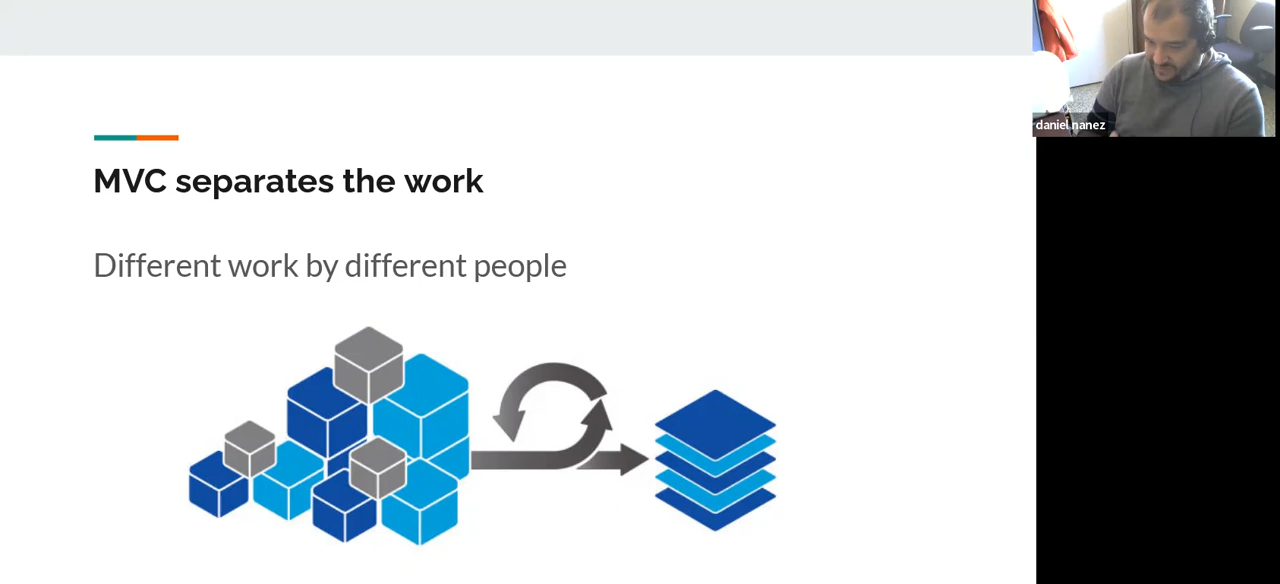 MVC separates the work
Different work by different people
daniel nanez